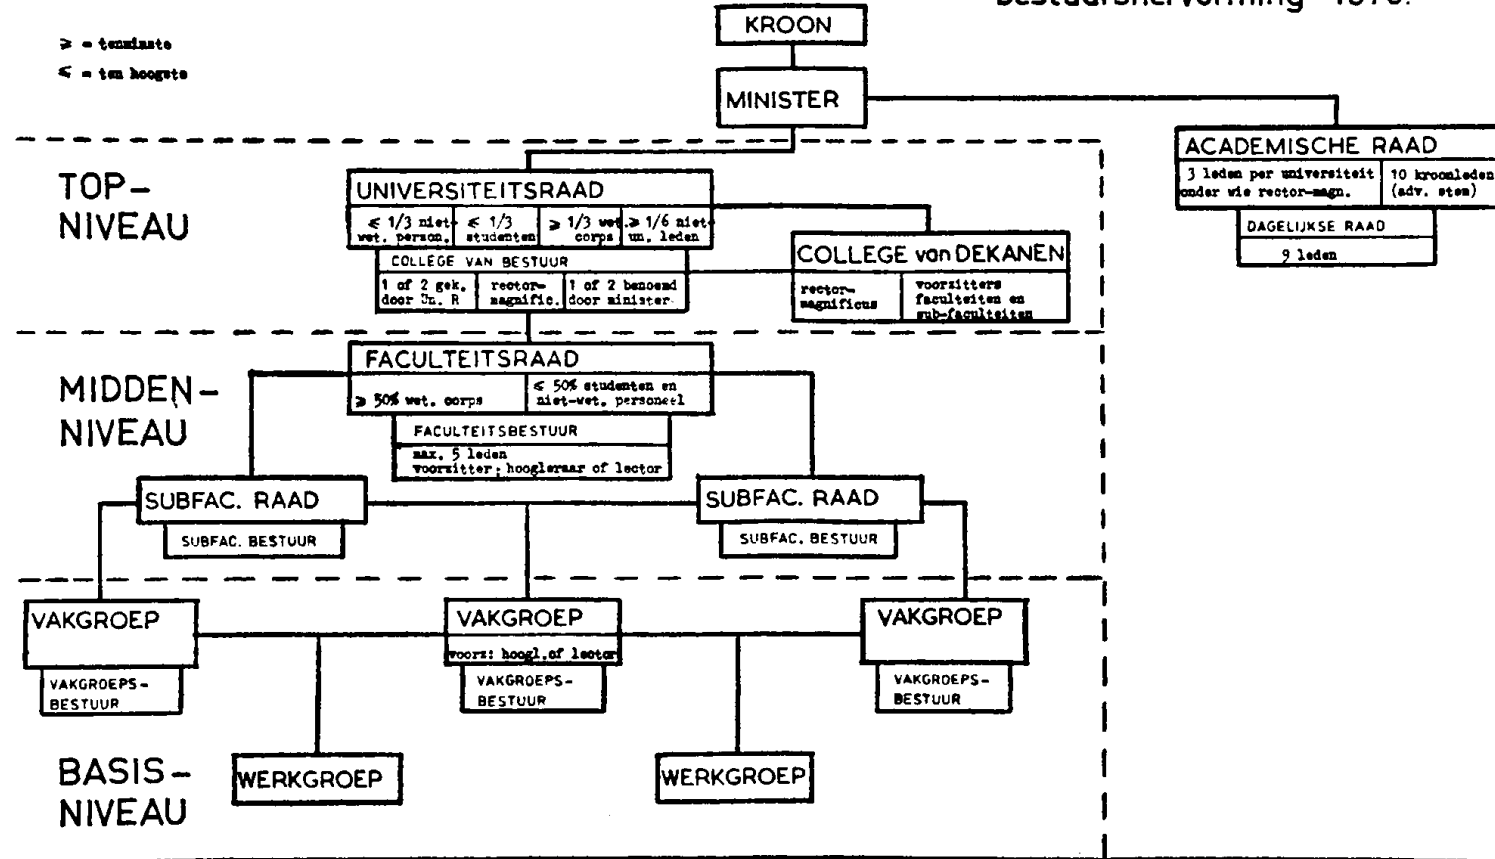 bestuurshervorming 1970.
⩾ = tenminste
⩽ = ten hoogste
KROON
MINISTER
ACADEMISCHE RAAD
3 leden per universiteit
onder wie rector-magn.
10 kroonleden
(adv. stem)
DAGELIJKSE RAAD
9 leden
TOP-
NIVEAU
UNIVERSITEITSRAAD
⩽ 1/3 niet-
wet. person.
⩽ 1/3
studenten
⩾ 1/3 wet.
corps
⩾ 1/6 niet-
un. leden
COLLEGE VAN BESTUUR
1 of 2 gek.
door Un. R
rector-
magnific.
1 of 2 benoemd
door minister
COLLEGE van DEKANEN
rector-
magnificus
voorzitters
faculteiten en
sub-faculteiten
MIDDEN-
NIVEAU
FACULTEITSRAAD
⩾ 50% wet. corps
⩽ 50% studenten en
niet-wet. personeel
FACULTEITSBESTUUR
max. 5 leden
voorzitter: hoogleraar of lector
SUBFAC. RAAD
SUBFAC. BESTUUR
SUBFAC. RAAD
SUBFAC. BESTUUR
VAKGROEP
VAKGROEPS-
BESTUUR
VAKGROEP
voorz: hoogl. of lector
VAKGROEPS-
BESTUUR
VAKGROEP
VAKGROEPS-
BESTUUR
BASIS-
NIVEAU
WERKGROEP
WERKGROEP